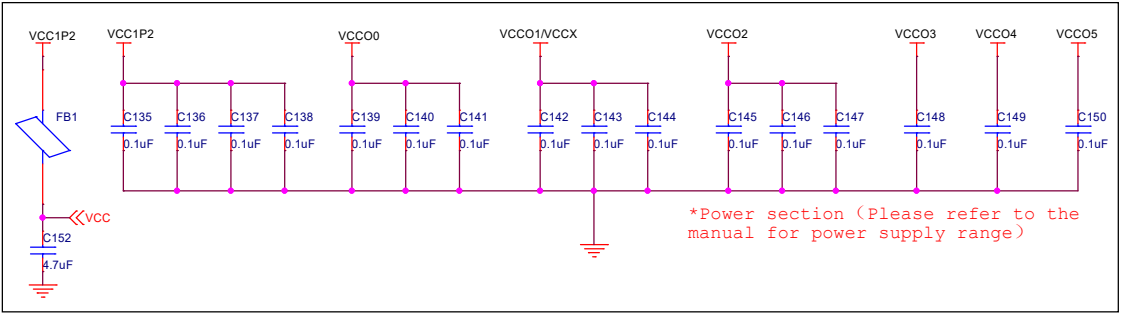 VCC1P2
VCC1P2
VCCO0
VCCO1/VCCX
VCCO2
VCCO3
VCCO4
VCCO5
FB1
C135
0.1uF
C136
0.1uF
C137
0.1uF
C138
0.1uF
C139
0.1uF
C140
0.1uF
C141
0.1uF
C142
0.1uF
C143
0.1uF
C144
0.1uF
C145
0.1uF
C146
0.1uF
C147
0.1uF
C148
0.1uF
C149
0.1uF
C150
0.1uF
VCC
C152
4.7uF
*Power section（Please refer to the
manual for power supply range）